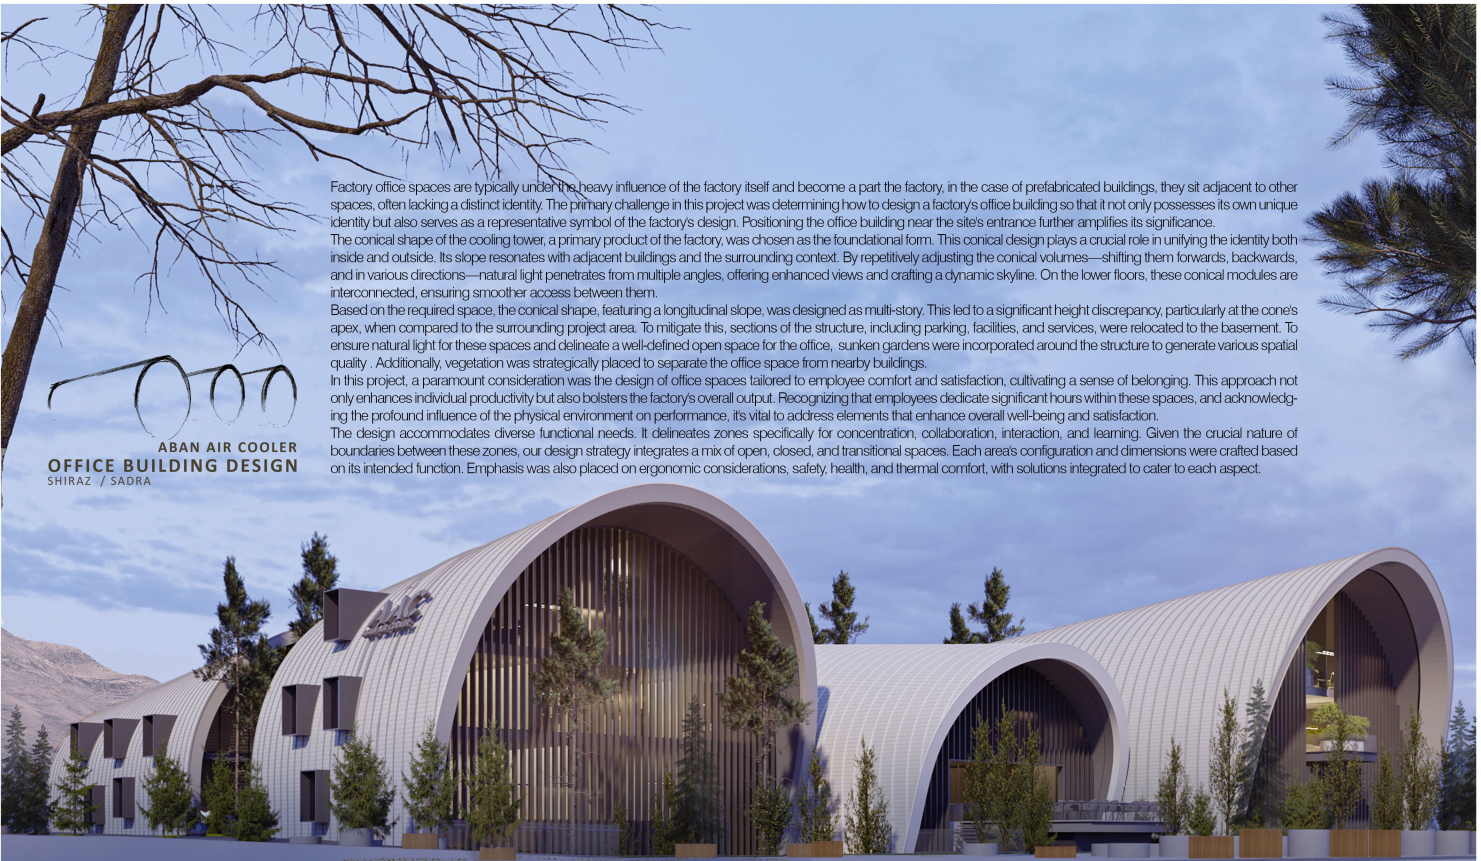 Factory office spaces are typically under the heavy influence of the factory itself and become a part the factory, in the case of prefabricated buildings, they sit adjacent to other
spaces, often lacking a distinct identity. The primary challenge in this project was determining how to design a factory's office building so that it not only possesses its own unique
identity but also serves as a representative symbol of the factory's design. Positioning the office building near the site's entrance further amplifies its significance.
The conical shape of the cooling tower, a primary product of the factory, was chosen as the foundational form. This conical design plays a crucial role in unifying the identity both
inside and outside. Its slope resonates with adjacent buildings and the surrounding context. By repetitively adjusting the conical volumes—shifting them forwards, backwards,
and in various directions—natural light penetrates from multiple angles, offering enhanced views and crafting a dynamic skyline. On the lower floors, these conical modules are
interconnected, ensuring smoother access between them.
Based on the required space, the conical shape, featuring a longitudinal slope, was designed as multi-story. This led to a significant height discrepancy, particularly at the cone's
apex, when compared to the surrounding project area. To mitigate this, sections of the structure, including parking, facilities, and services, were relocated to the basement. To
ensure natural light for these spaces and delineate a well-defined open space for the office, sunken gardens were incorporated around the structure to generate various spatial
quality . Additionally, vegetation was strategically placed to separate the office space from nearby buildings.
In this project, a paramount consideration was the design of office spaces tailored to employee comfort and satisfaction, cultivating a sense of belonging. This approach not
only enhances individual productivity but also bolsters the factory's overall output. Recognizing that employees dedicate significant hours within these spaces, and acknowledg-
ing the profound influence of the physical environment on performance, it's vital to address elements that enhance overall well-being and satisfaction.
The design accommodates diverse functional needs. It delineates zones specifically for concentration, collaboration, interaction, and learning. Given the crucial nature of
boundaries between these zones, our design strategy integrates a mix of open, closed, and transitional spaces. Each area's configuration and dimensions were crafted based
on its intended function. Emphasis was also placed on ergonomic considerations, safety, health, and thermal comfort, with solutions integrated to cater to each aspect.
ABAN AIR COOLER
OFFICE BUILDING DESIGN
SHIRAZ / SADRA